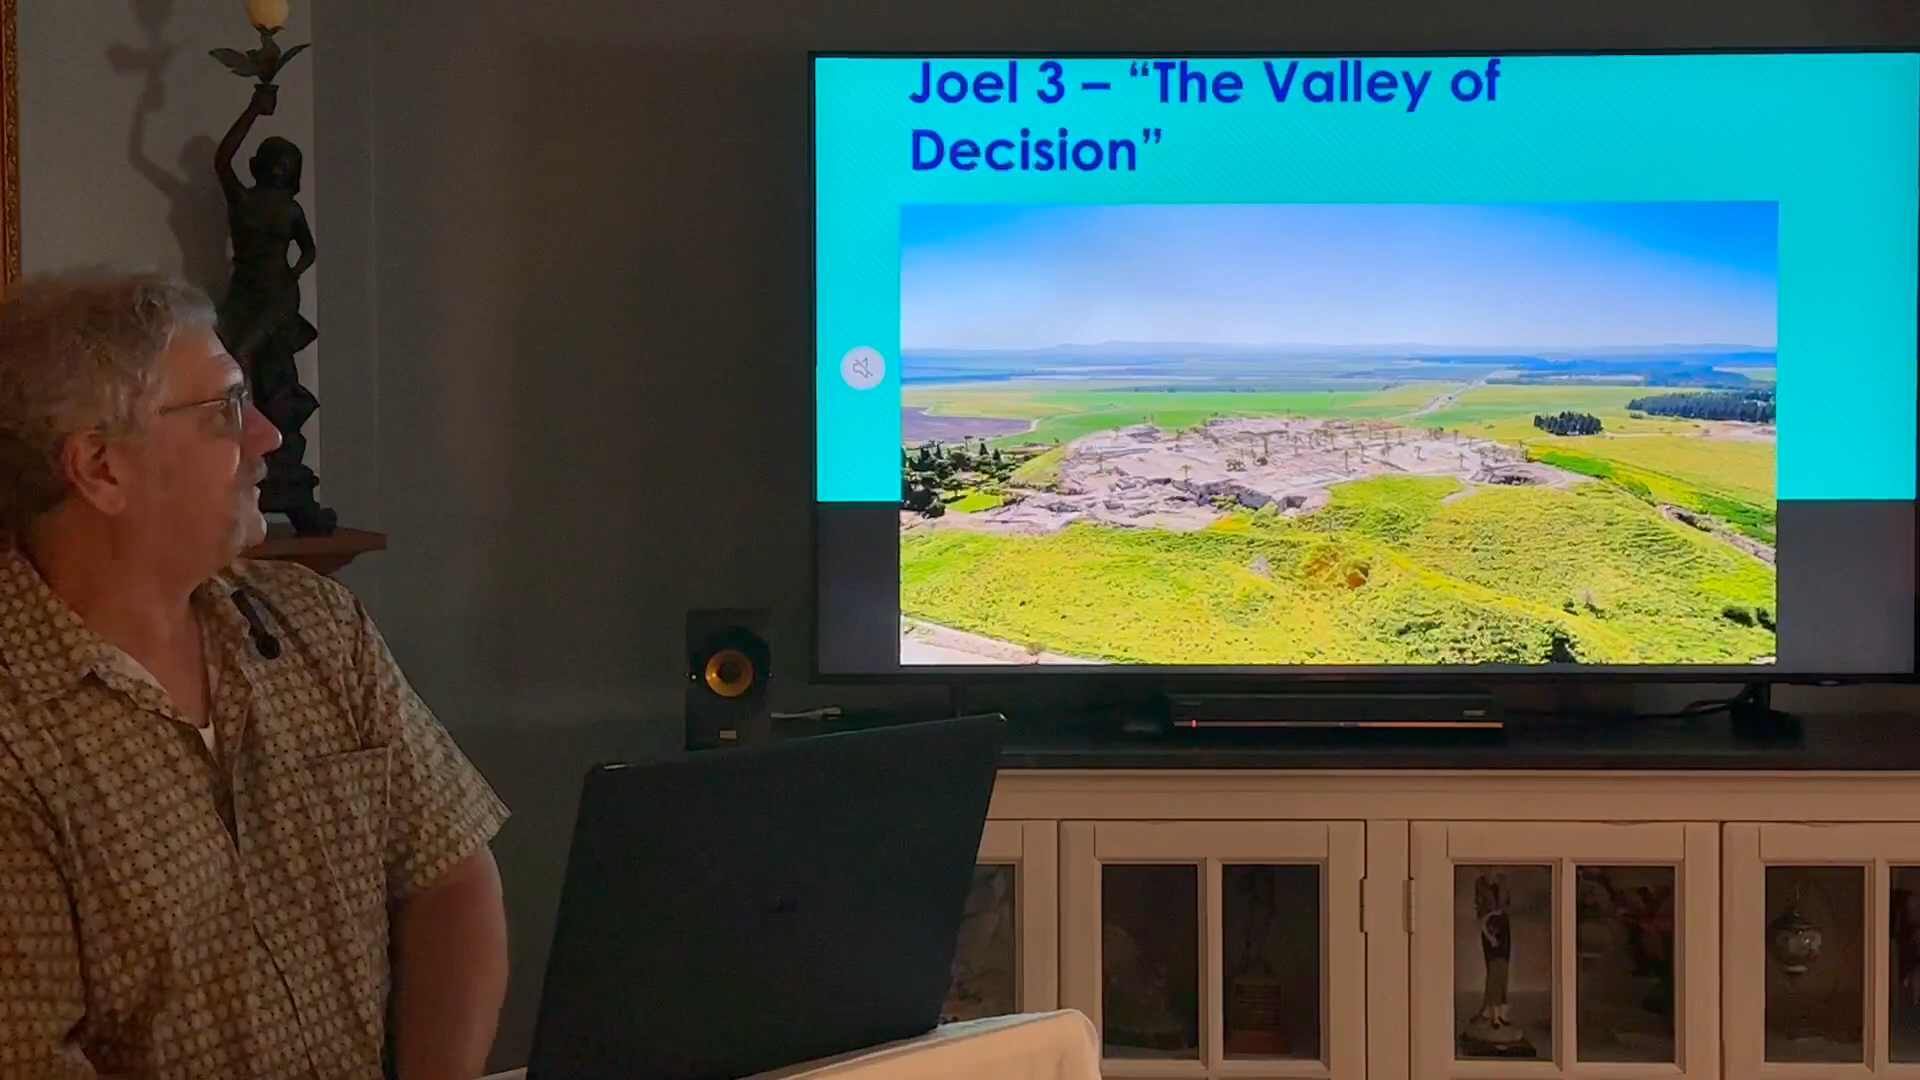 Joel 3 – “The Valley of
Decision”